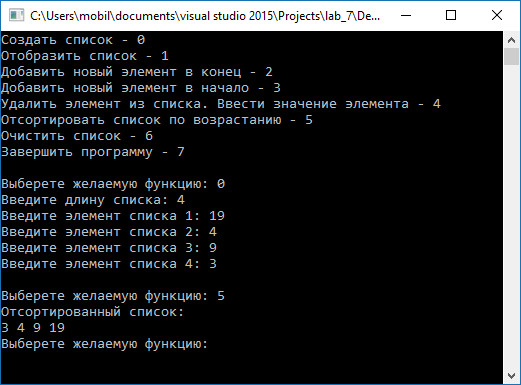 C:\Users\mobil\documents\visual studio 2015\Projects\lab_7\De...
Создать список - 0
Отобразить список - 1
Добавить новый элемент в конец - 2
Добавить новый элемент в начало - 3
Удалить элемент из списка. Ввести значение элемента - 4
Отсортировать список по возрастанию - 5
Очистить список - 6
Завершить программу - 7
Выберете желаемую функцию: 0
Введите длину списка: 4
Введите элемент списка 1: 19
Введите элемент списка 2: 4
Введите элемент списка 3: 9
Введите элемент списка 4: 3
Выберете желаемую функцию: 5
Отсортированный список:
3 4 9 19
Выберете желаемую функцию: